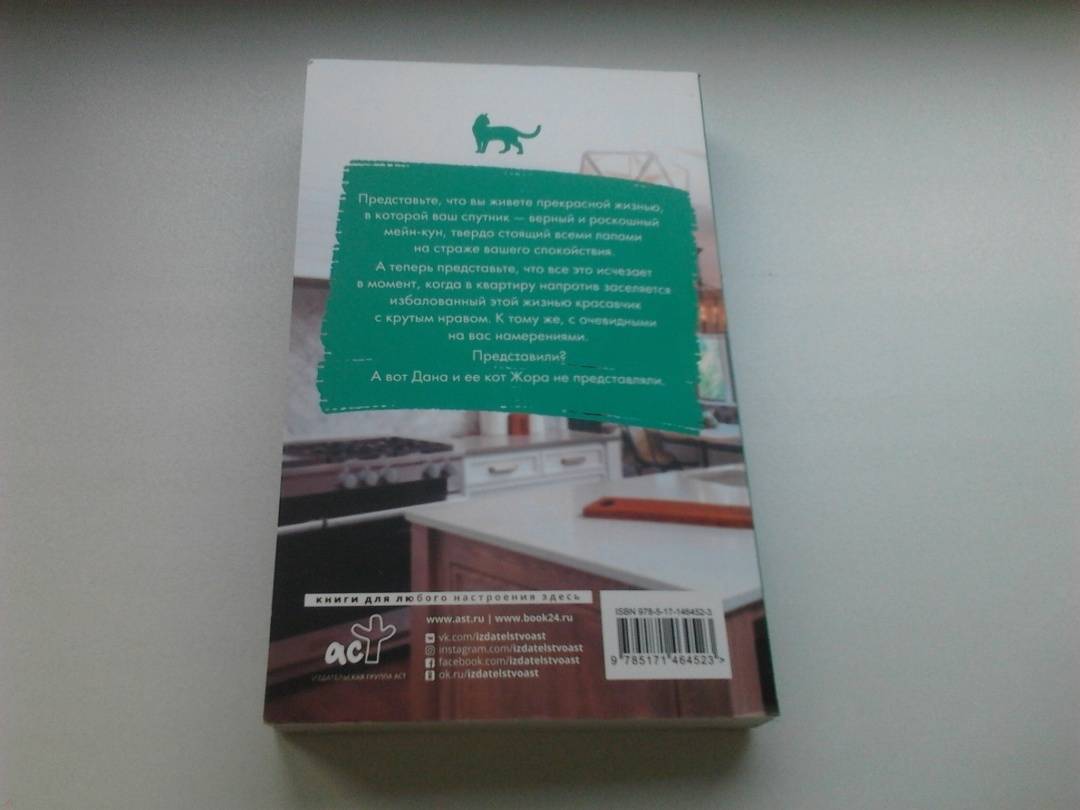 Представьте, что вы живете прекрасной жизнью,
в которой ваш спутник — верный и роскошный
мейн-кун, твердо стоящий всеми лапами
на страже вашего спокойствия.
А теперь представьте, что все это исчезает
в момент, когда в квартиру напротив заселяется
избалованный этой жизнью красавчик
с крутым нравом. К тому же, с очевидными
на вас намерениями.
Представили?
А вот Дана и ее кот Жора не представляли.
книги для любого настроения здесь
www.ast.ru | www.book24.ru
vk.com/izdatelstvoast
instagram.com/izdatelstvoast
facebook.com/izdatelstvoast
ok.ru/izdatelstvoast
аст
ИЗДАТЕЛЬСКАЯ ГРУППА АСТ
ISBN 978-5-17-146452-3
9 785171 464523 >